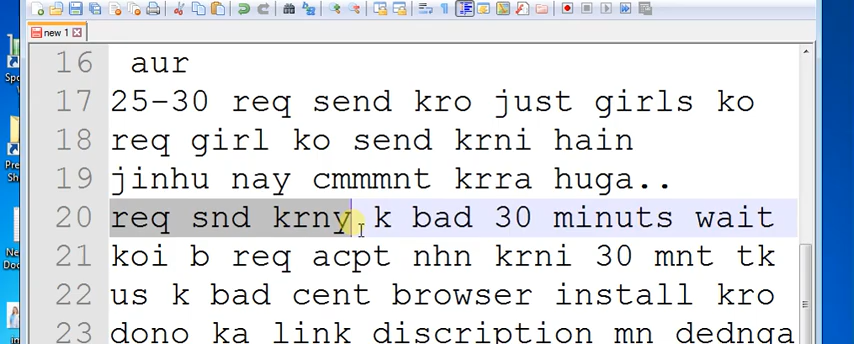 new 1
16 aur
17 25-30 req send kro just girls ko
18 req girl ko send krni hain
19 jinhu nay cmmmnt krra huga..
20 req snd krny k bad 30 minuts wait
21 koi b req acpt nhn krni 30 mnt tk
22 us k bad cent browser install kro
23 dono ka link discription mn dednga